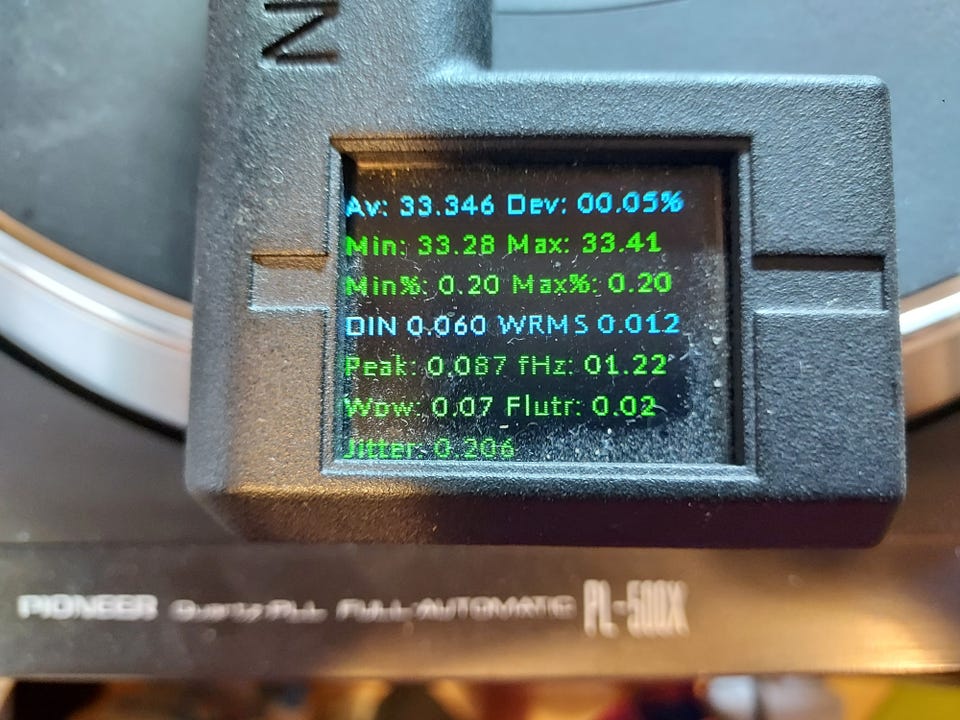 N
Av: 33.346 Dev: 00.05%
Min: 33.28 Max: 33.41
Min%: 0.20 Max%: 0.20
DIN 0.060 WRMS 0.012
Peak: 0.087 fHz: 01.22
Wow: 0.07 Flutr: 0.02
Jitter: 0.206
PIONEER Quartz PLL FULL-AUTOMATIC PL-500X